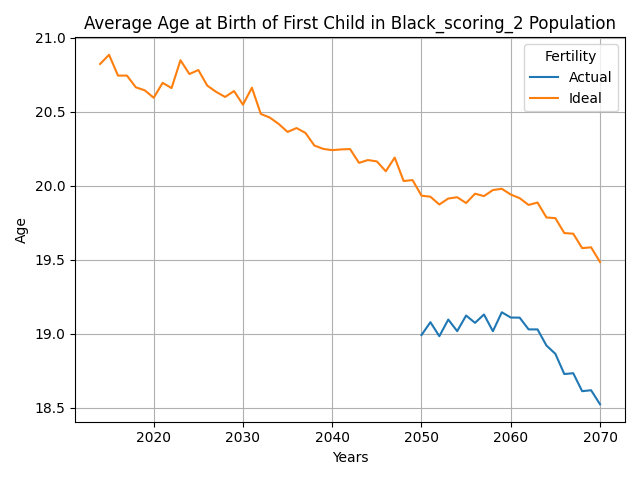 Average Age at Birth of First Child in Black_scoring_2 Population
21.0
20.5
20.0
19.5
19.0
18.5
Age
Fertility
Actual
Ideal
2020 2030 2040 2050 2060 2070
Years